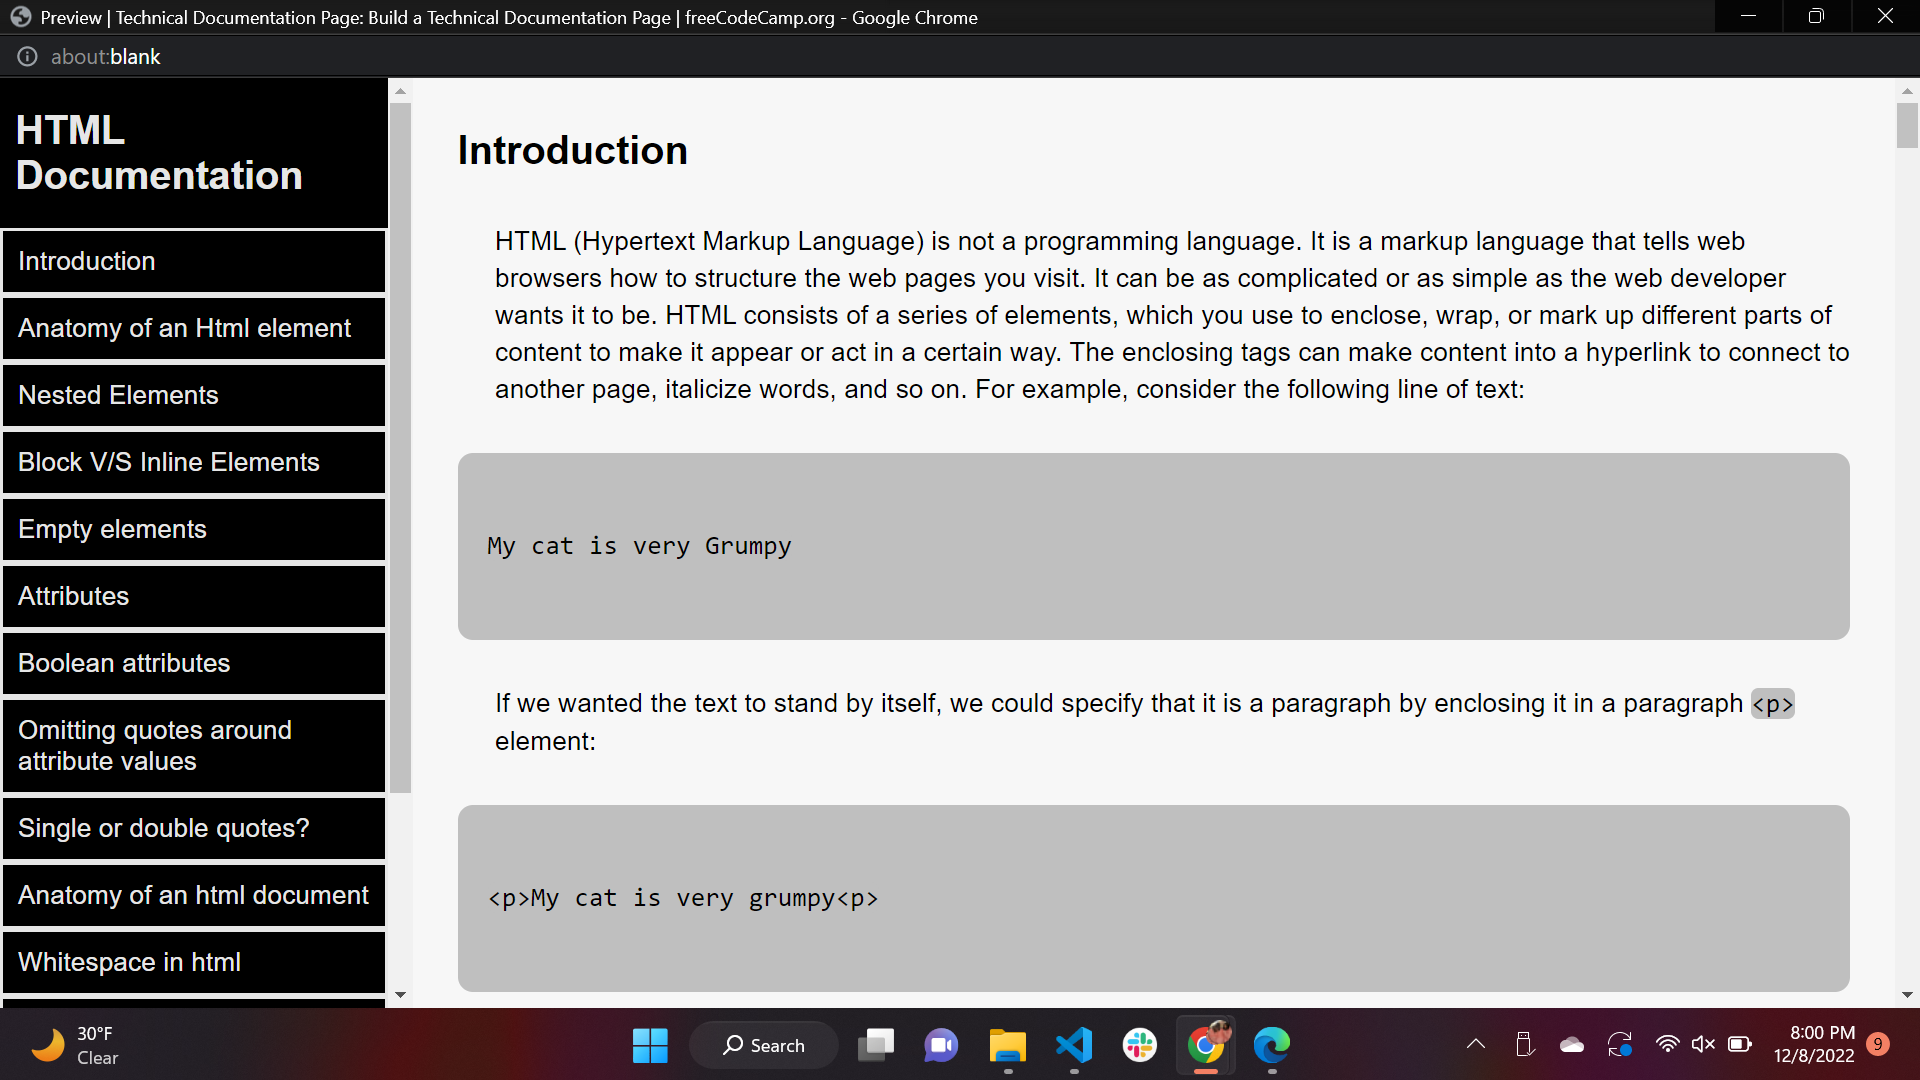 Preview | Technical Documentation Page: Build a Technical Documentation Page | freeCodeCamp.org - Google Chrome
about:blank
HTML
Documentation
Introduction
Anatomy of an Html element
Nested Elements
Block V/S Inline Elements
Empty elements
Attributes
Boolean attributes
Omitting quotes around
attribute values
Single or double quotes?
Anatomy of an html document
Whitespace in html
Introduction
HTML (Hypertext Markup Language) is not a programming language. It is a markup language that tells web
browsers how to structure the web pages you visit. It can be as complicated or as simple as the web developer
wants it to be. HTML consists of a series of elements, which you use to enclose, wrap, or mark up different parts of
content to make it appear or act in a certain way. The enclosing tags can make content into a hyperlink to connect to
another page, italicize words, and so on. For example, consider the following line of text:
My cat is very Grumpy
If we wanted the text to stand by itself, we could specify that it is a paragraph by enclosing it in a paragraph <p>
element:
<p>My cat is very grumpy<p>
30°F
Clear
Search
8:00 PM
12/8/2022
9